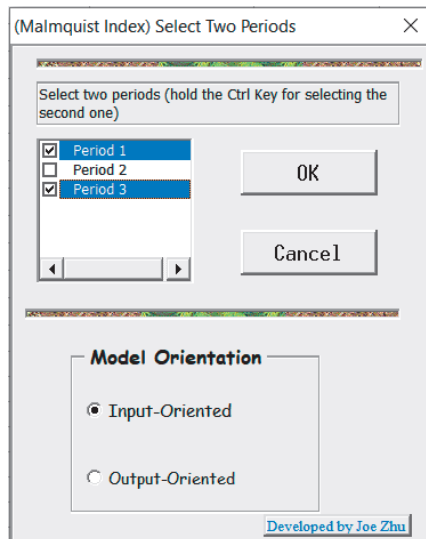 (Malmquist Index) Select Two Periods
Select two periods (hold the Ctrl Key for selecting the
second one)
Period 1
Period 2
Period 3
OK
Cancel
Model Orientation
Input-Oriented
Output-Oriented
Developed by Joe Zhu